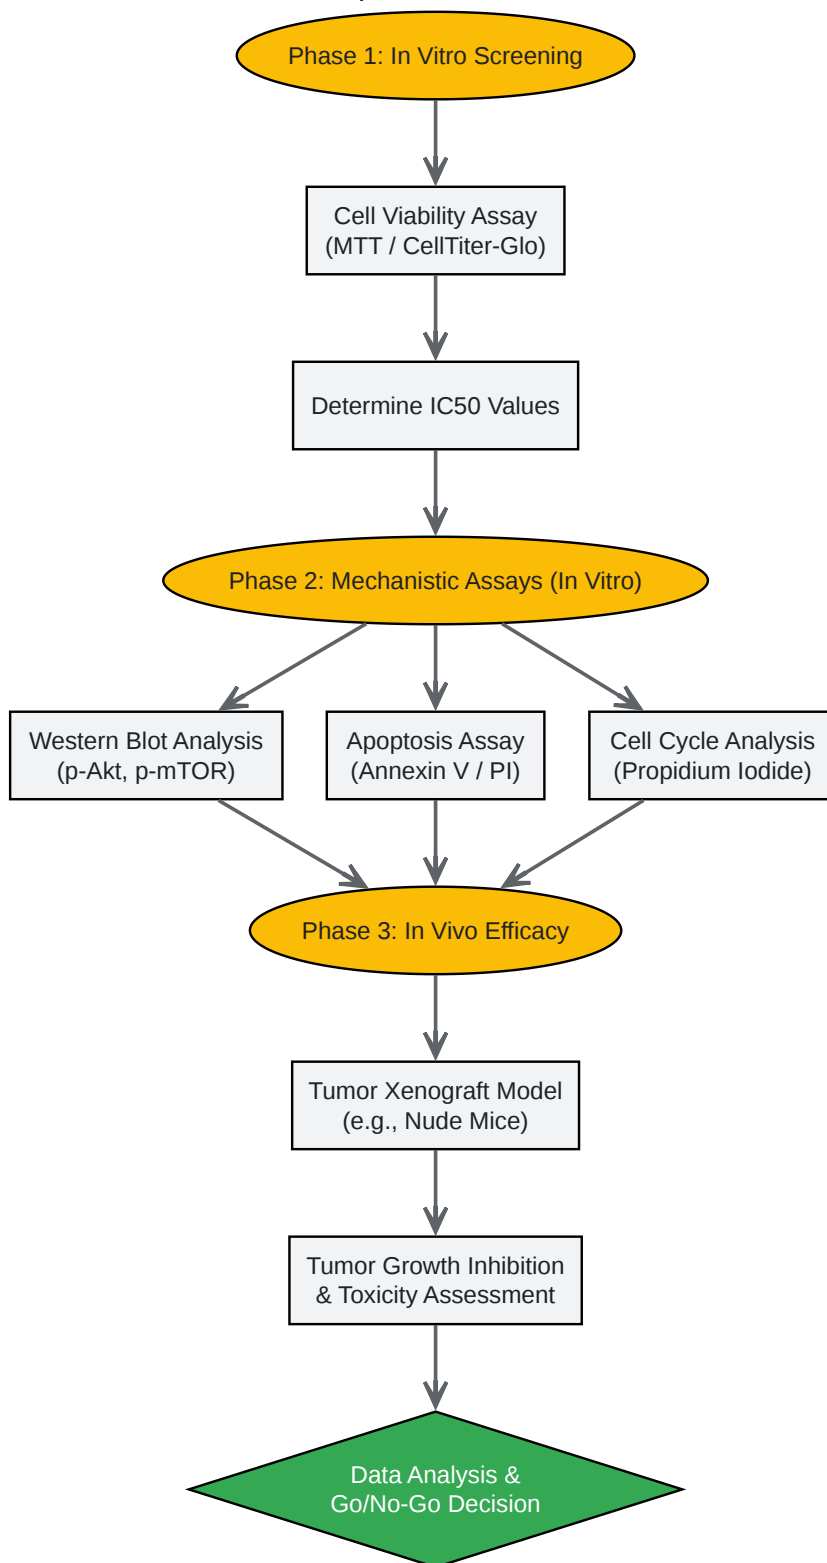 Phase 1: In Vitro Screening
Cell Viability Assay
(MTT / CellTiter-Glo)
Determine IC50 Values
Phase 2: Mechanistic Assays (In Vitro)
Western Blot Analysis
(p-Akt, p-mTOR)
Apoptosis Assay
(Annexin V / PI)
Cell Cycle Analysis
(Propidium Iodide)
Phase 3: In Vivo Efficacy
Tumor Xenograft Model
(e.g., Nude Mice)
Tumor Growth Inhibition
& Toxicity Assessment
Data Analysis &
Go/No-Go Decision